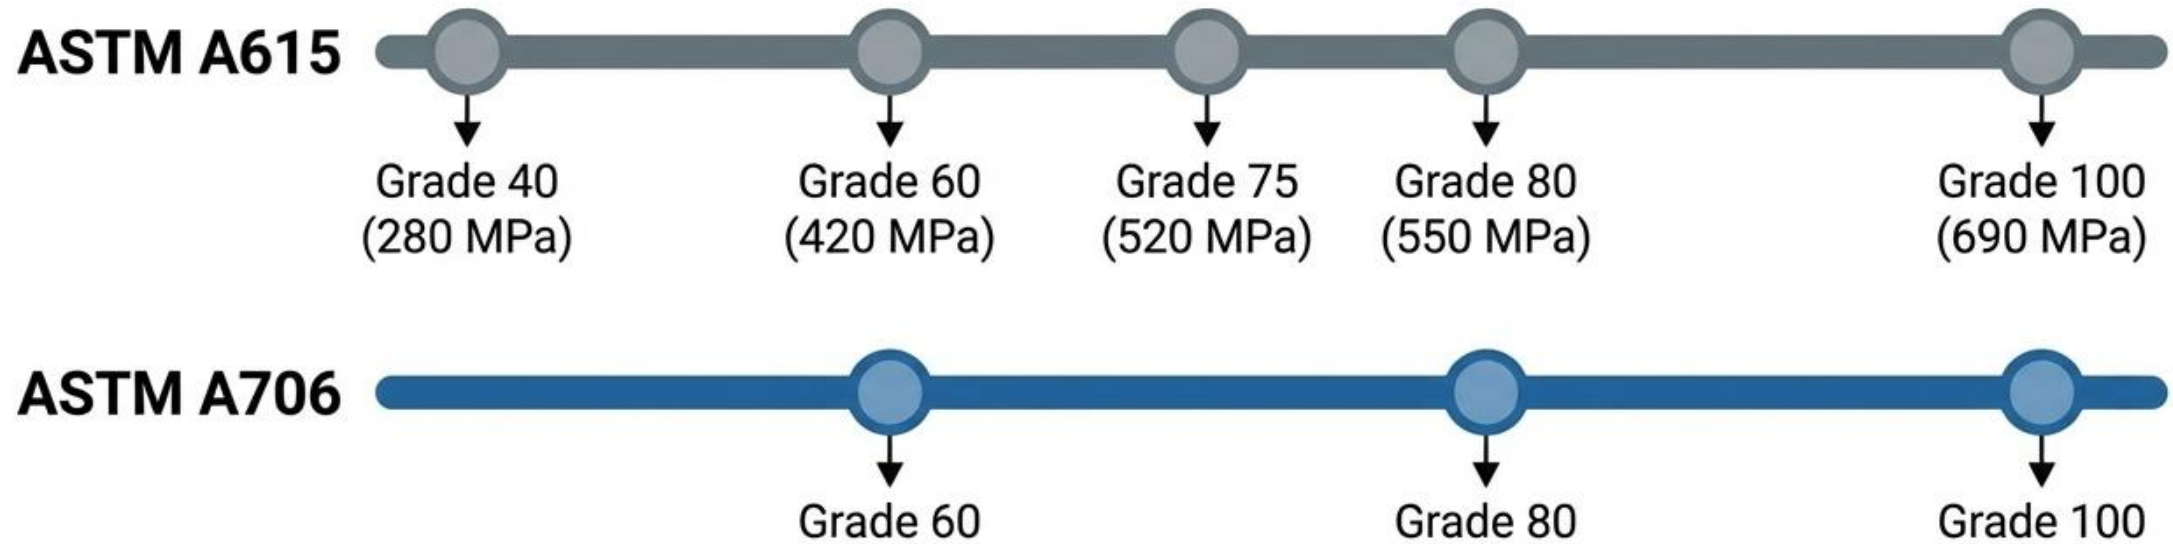 ASTM A615
Grade 40
(280 MPa)
Grade 60
(420 MPa)
Grade 75
(520 MPa)
Grade 80
(550 MPa)
Grade 100
(690 MPa)
ASTM A706
Grade 60
Grade 80
Grade 100